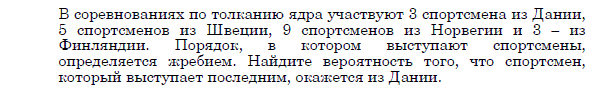 В соревнованиях по толканию ядра участвуют 3 спортсмена из Дании,
5 спортсменов из Швеции, 9 спортсменов из Норвегии и 3 – из
Финляндии. Порядок, в котором выступают спортсмены,
определяется жребием. Найдите вероятность того, что спортсмен,
который выступает последним, окажется из Дании.